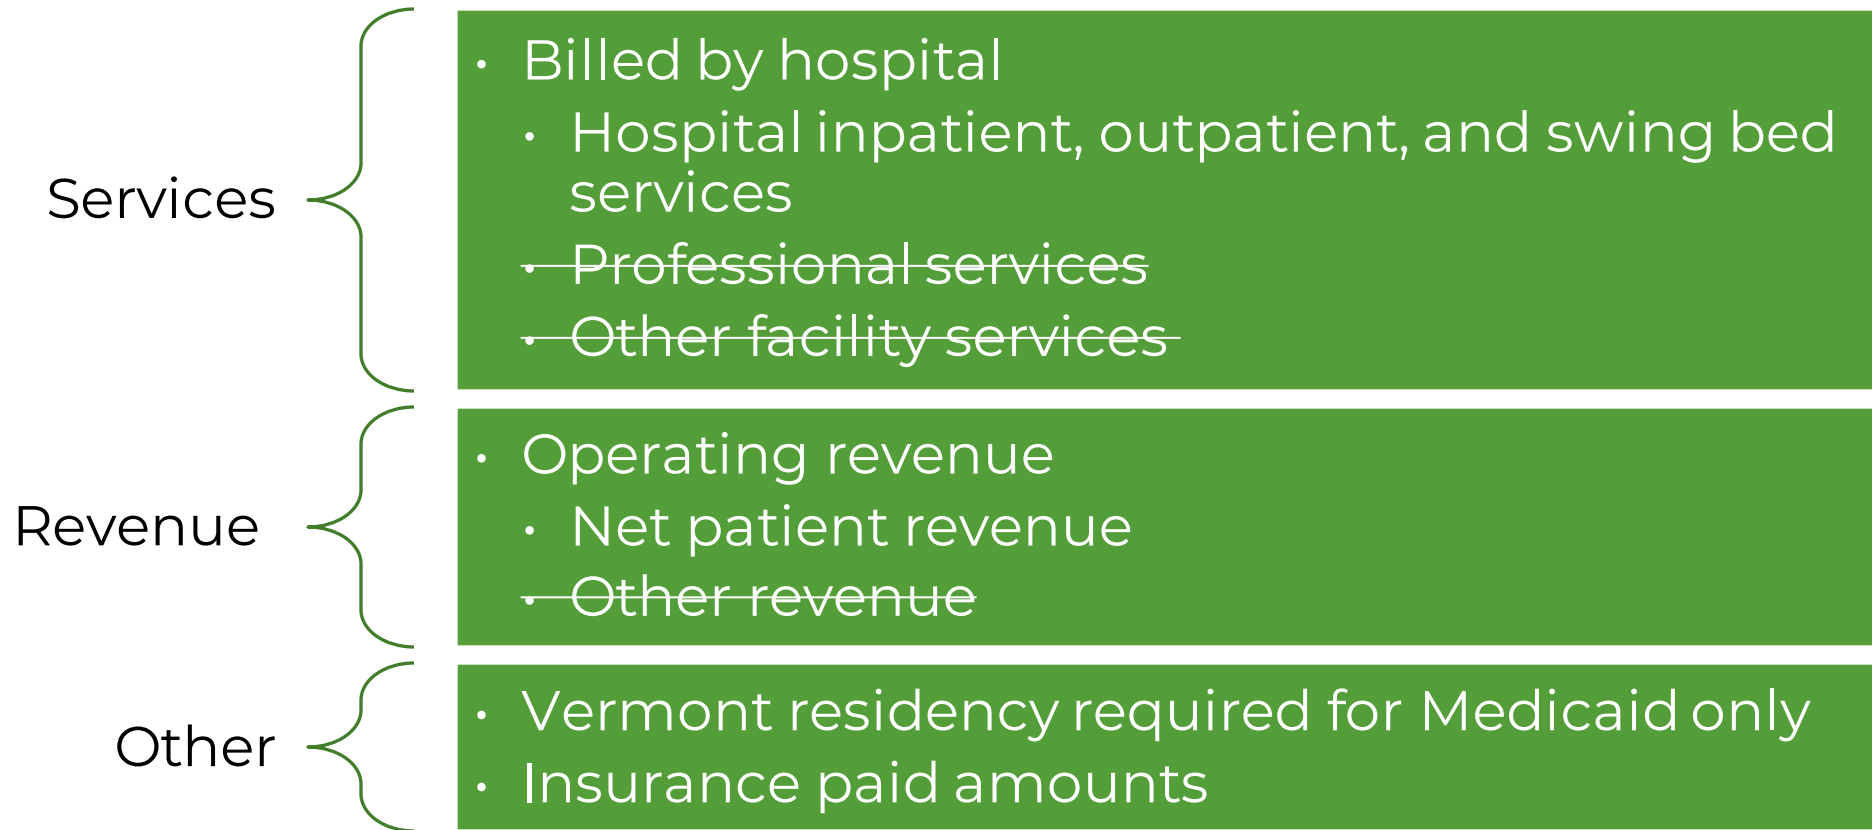 Services
• Billed by hospital
• Hospital inpatient, outpatient, and swing bed
services
• Professional services
• Other facility services
Revenue
• Operating revenue
• Net patient revenue
• Other revenue
Other
• Vermont residency required for Medicaid only
• Insurance paid amounts